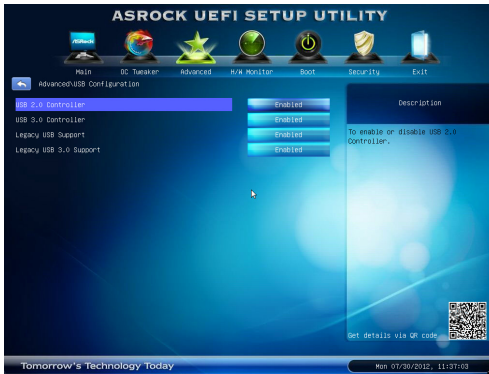 ASROCK UEFI SETUP UTILITY
ASRock
Main OC Tweaker Advanced H/W Monitor Boot Security Exit
Advanced\USB Configuration
USB 2.0 Controller Enabled
USB 3.0 Controller Enabled
Legacy USB Support Enabled
Legacy USB 3.0 Support Enabled
Description
To enable or disable USB 2.0
Controller.
Get details via QR code
Tomorrow's Technology Today
Mon 07/30/2012, 11:37:03